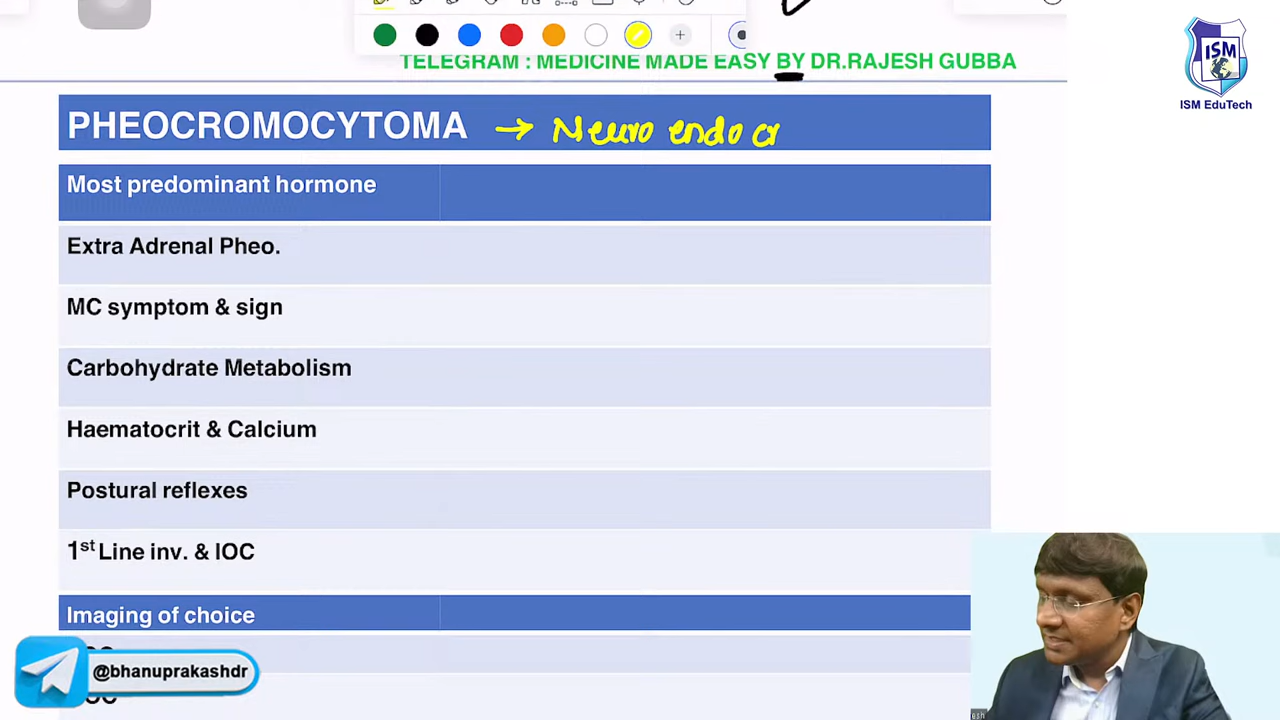 TELEGRAM : MEDICINE MADE EASY BY DR.RAJESH GUBBA
ISM
ISM EduTech
PHEOCROMOCYTOMA → Neuro endo cr
Most predominant hormone
Extra Adrenal Pheo.
MC symptom & sign
Carbohydrate Metabolism
Haematocrit & Calcium
Postural reflexes
1st Line inv. & IOC
Imaging of choice
@bhanuprakashdr